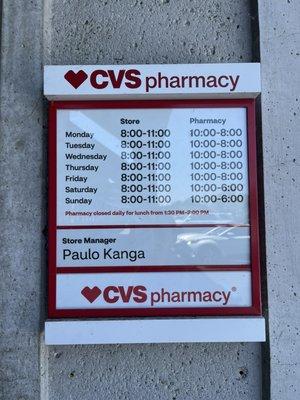 CVS pharmacy
Store Pharmacy
Monday 8:00-11:00 10:00-8:00
Tuesday 8:00-11:00 10:00-8:00
Wednesday 8:00-11:00 10:00-8:00
Thursday 8:00-11:00 10:00-8:00
Friday 8:00-11:00 10:00-8:00
Saturday 8:00-11:00 10:00-6:00
Sunday 8:00-11:00 10:00-6:00
Pharmacy closed daily for lunch from 1:30 PM-2:00 PM
Store Manager
Paulo Kanga
CVS pharmacy®